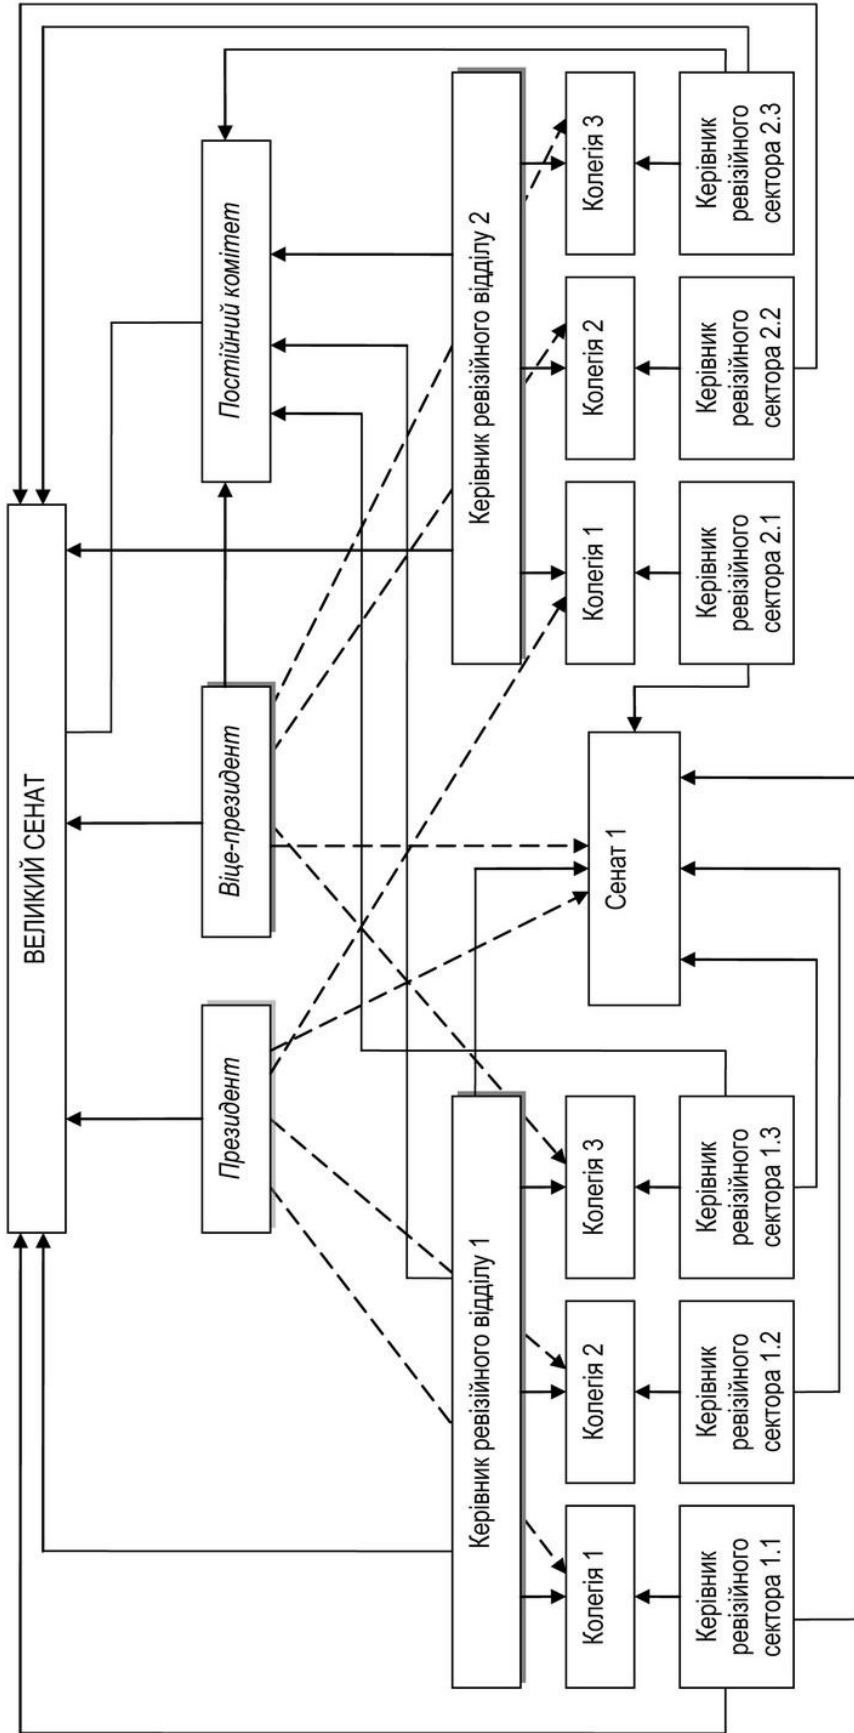 ВЕЛИКИЙ СЕНАТ
Президент
Віце-президент
Постійний комітет
Керівник ревізійного відділу 1
Керівник ревізійного відділу 2
Колегія 1
Колегія 2
Колегія 3
Сенат 1
Колегія 1
Колегія 2
Колегія 3
Керівник
ревізійного
сектора 1.1
Керівник
ревізійного
сектора 1.2
Керівник
ревізійного
сектора 1.3
Керівник
ревізійного
сектора 2.1
Керівник
ревізійного
сектора 2.2
Керівник
ревізійного
сектора 2.3